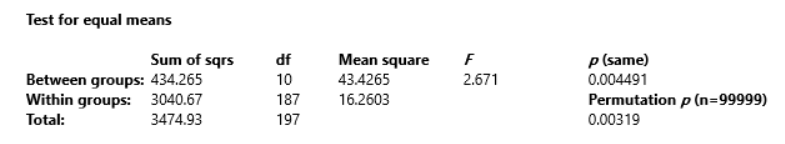 Test for equal means
Sum of sqrs df Mean square F p (same)
Between groups: 434.265 10 43.4265 2.671 0.004491
Within groups: 3040.67 187 16.2603 Permutation p (n=99999)
Total: 3474.93 197 0.00319